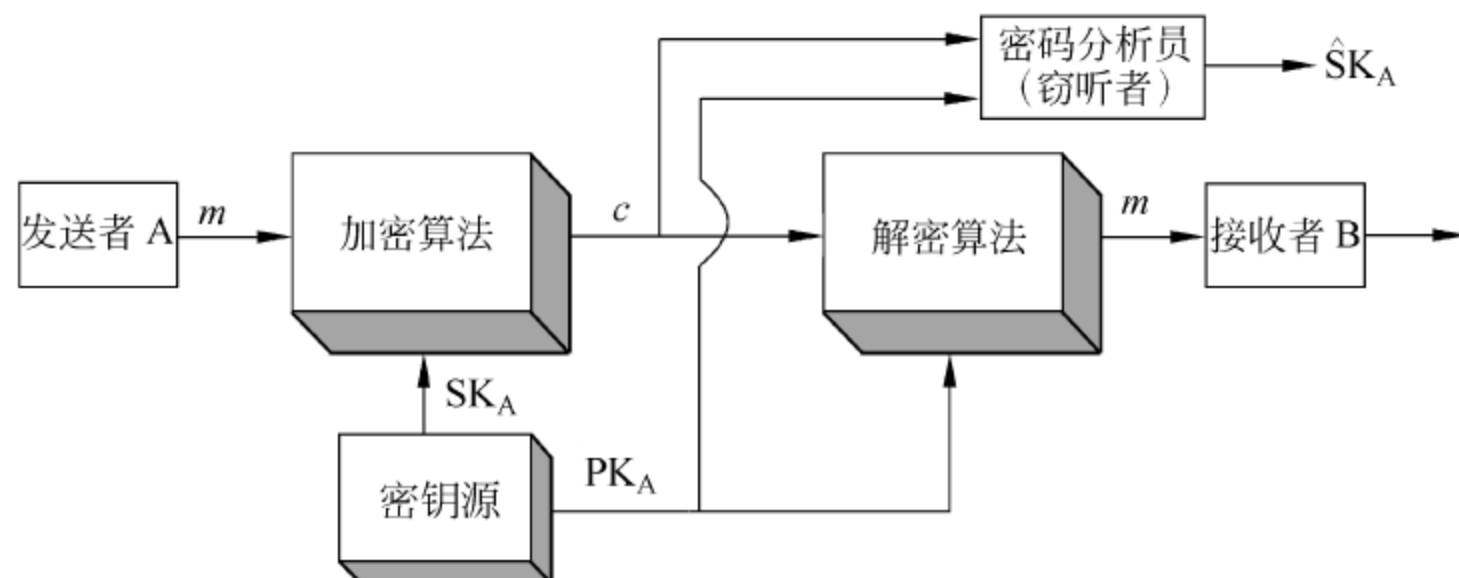 密码分析员
（窃听者）
ŜK_A
发送者 A
m
加密算法
c
解密算法
m
接收者 B
SK_A
密钥源
PK_A